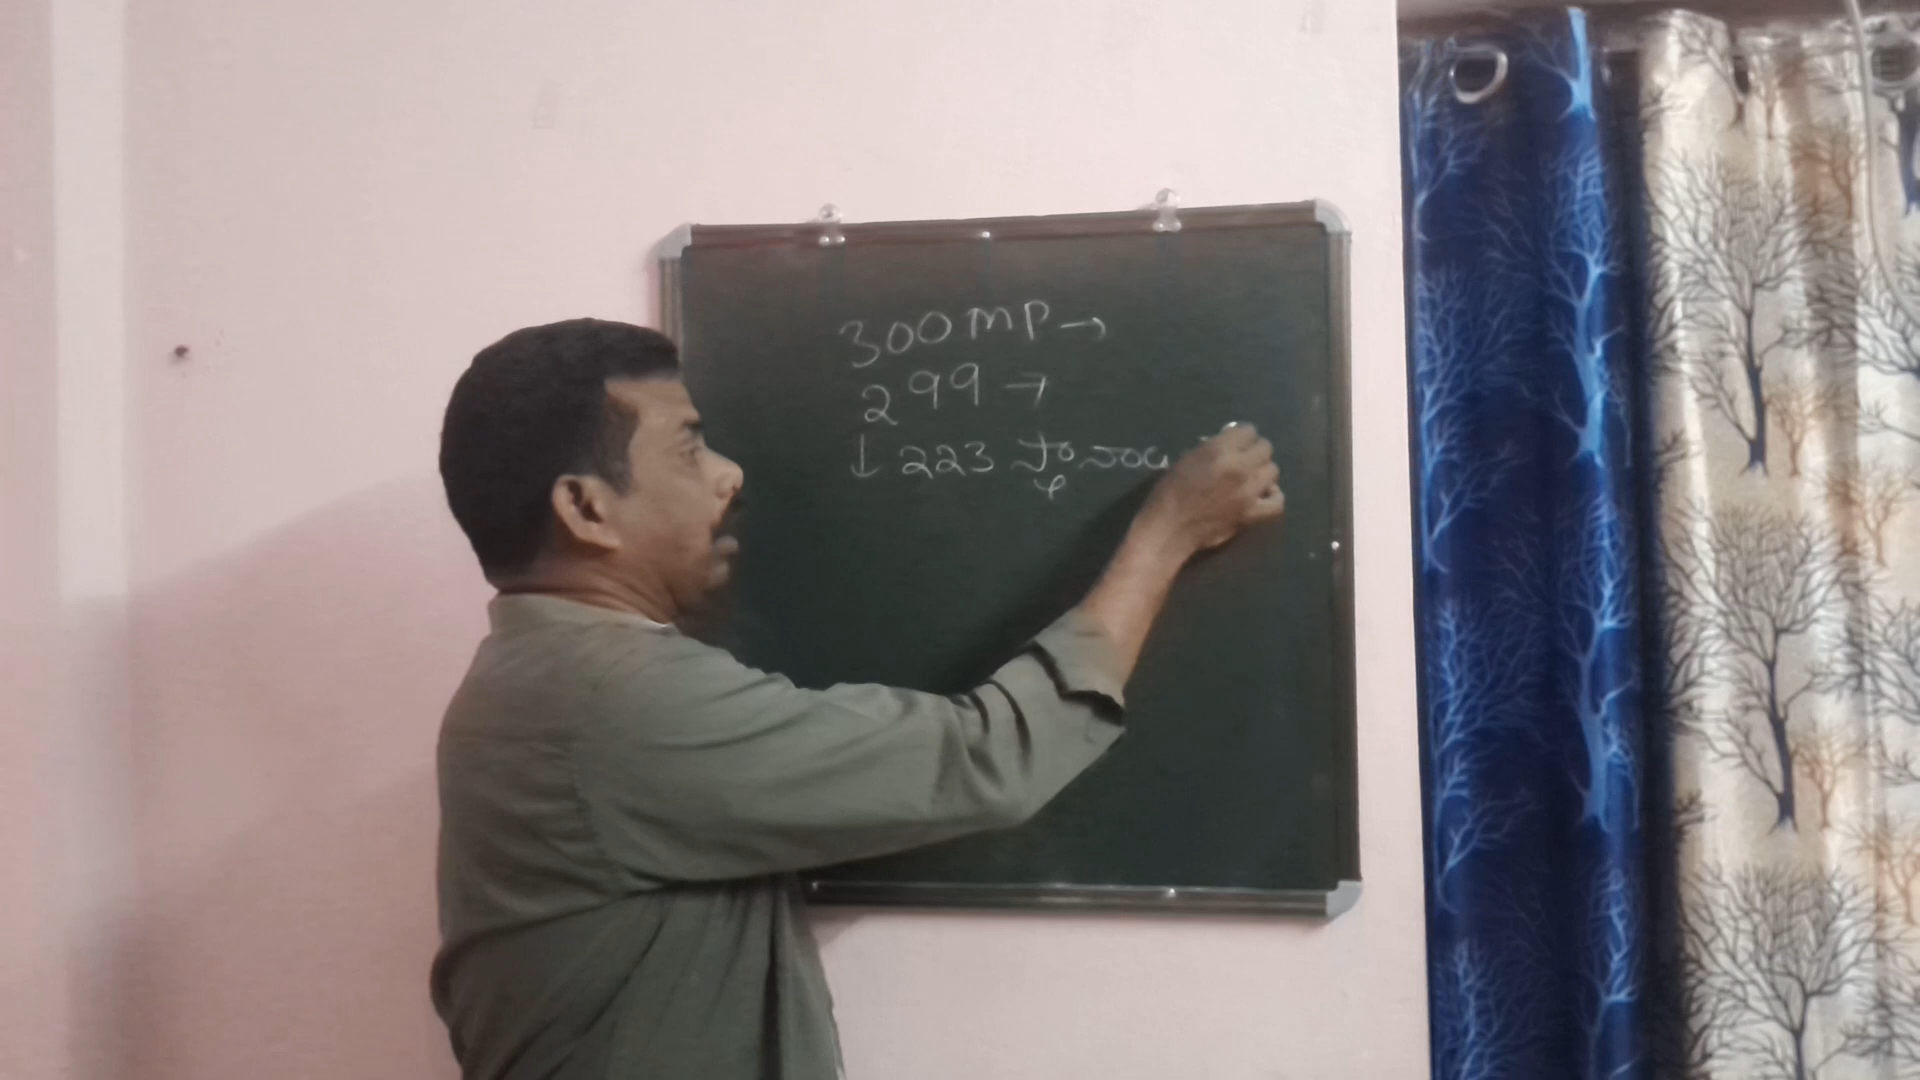 300 MP →
299 →
↓ 223